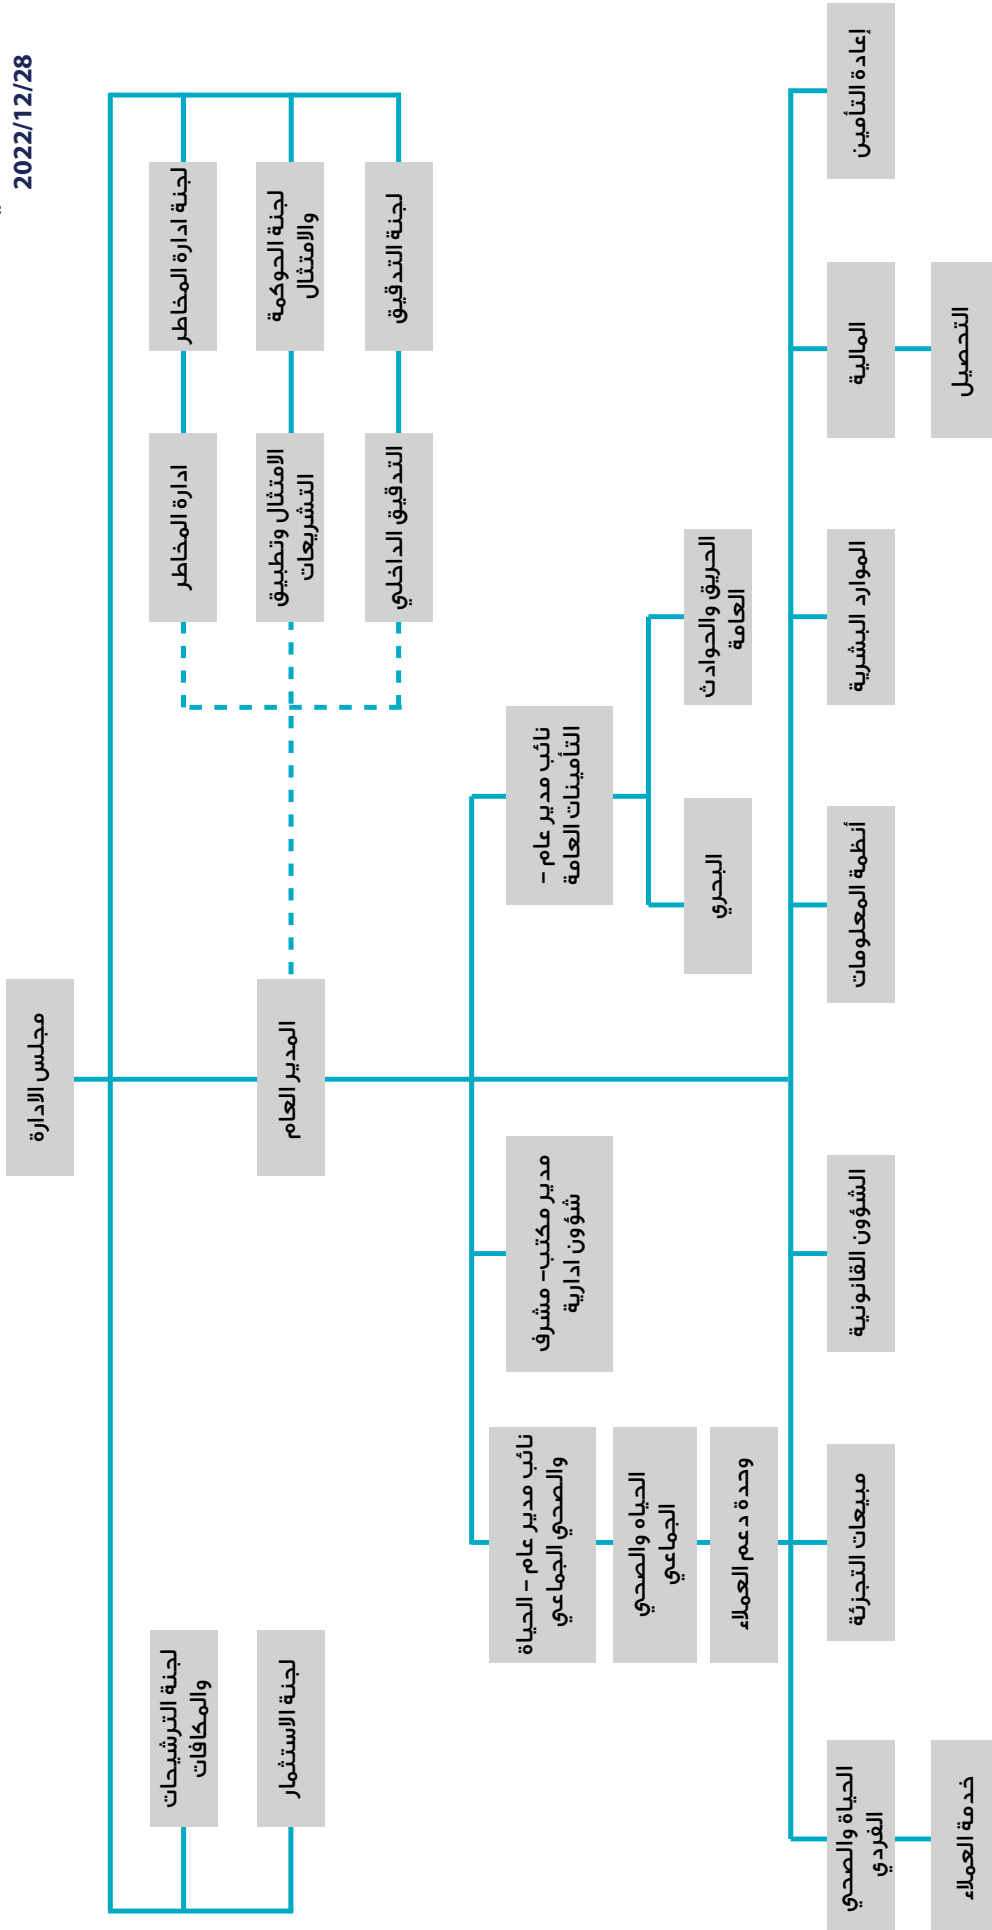 2022/12/28
مجلس الادارة
لجنة ادارة المخاطر
لجنة الحوكمة
والامتثال
لجنة التدقيق
ادارة المخاطر
الامتثال وتطبيق
التشريعات
التدقيق الداخلي
لجنة الترشيحات
والمكافات
لجنة الاستثمار
المدير العام
نائب مدير عام –
التأمينات العامة
مدير مكتب- مشرف
شؤون ادارية
نائب مدير عام – الحياة
والصحي الجماعي
الحريق والحوادث
العامة
البحري
الحياه والصحي
الجماعي
وحدة دعم العملاء
إعادة التأمين
المالية
الموارد البشرية
أنظمة المعلومات
الشؤون القانونية
مبيعات التجزئة
الحياة والصحي
الفردي
التحصيل
خدمة العملاء